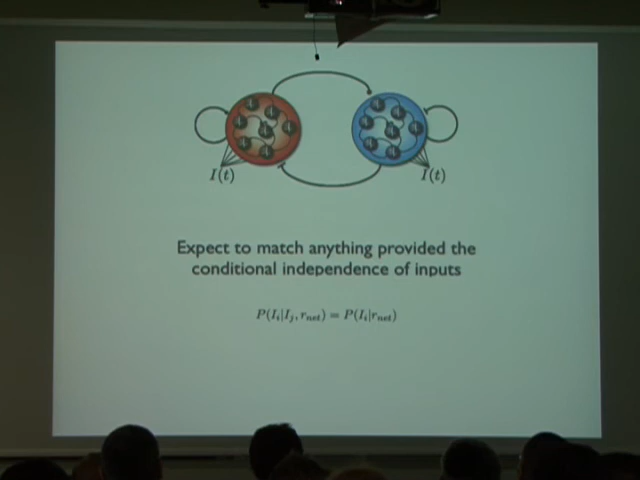 I(t) I(t)
Expect to match anything provided the
conditional independence of inputs
P(I_i|I_j, r_net) = P(I_i|r_net)